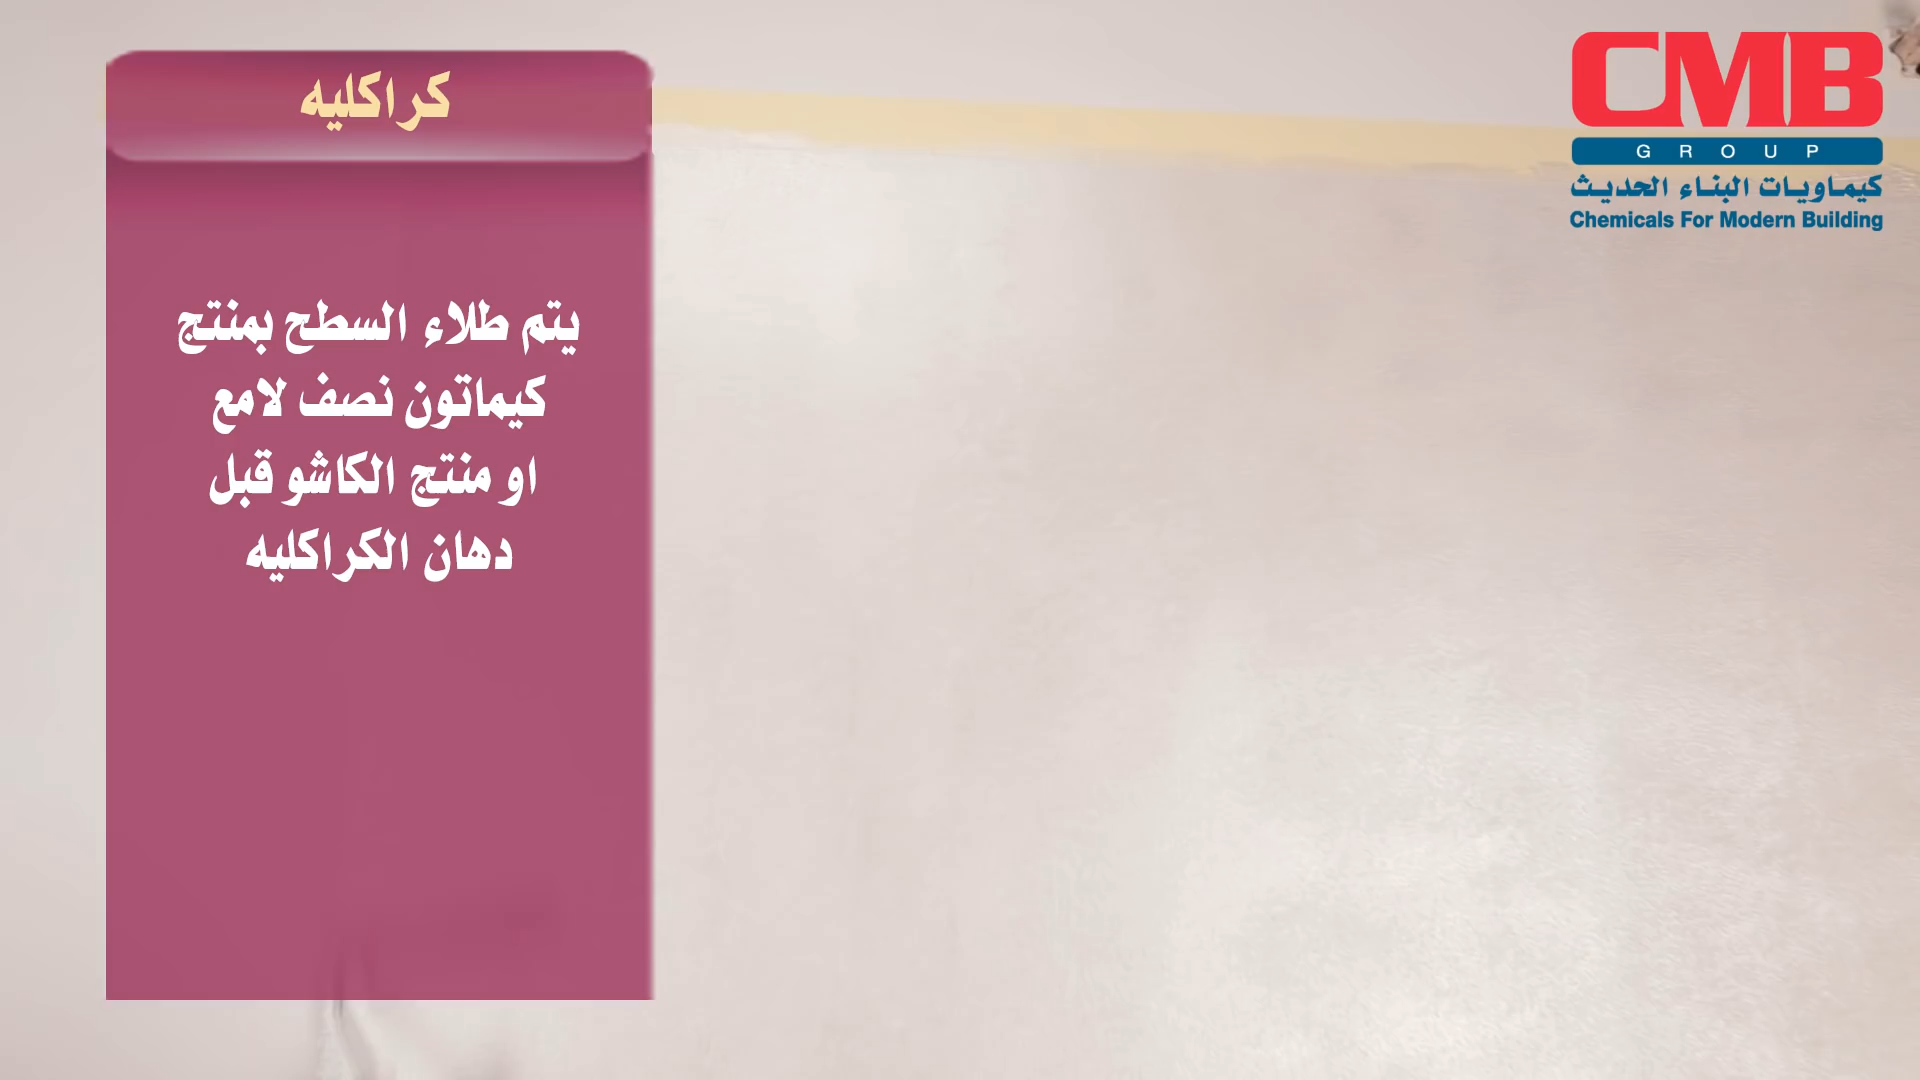 كراكليه
يتم طلاء السطح بمنتج
كيماتون نصف لامع
او منتج الكاشو قبل
دهان الكراكليه
CMB
GROUP
كيماويات البناء الحديث
Chemicals For Modern Building